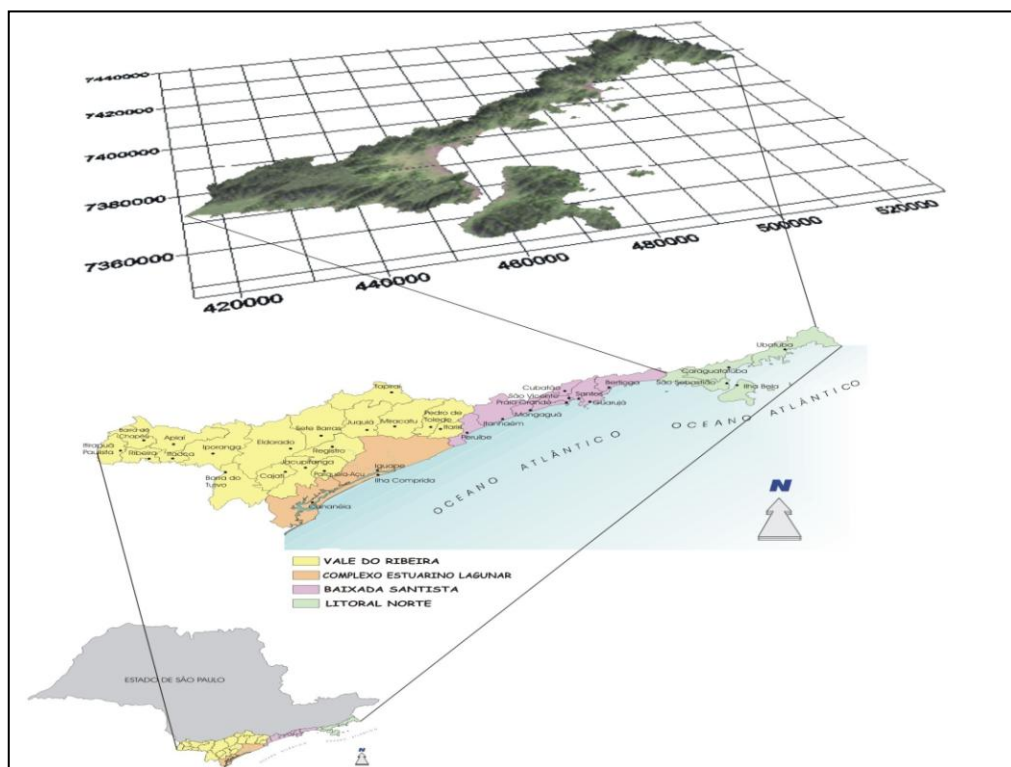 7440000
7420000
7400000
7380000
7360000
420000
440000
460000
480000
500000
520000
Ubatuba
Caraguatatuba
São Sebastião
Ilha Bela
Cubatão
São Vicente
Praia Grande
Santos
Bertioga
Guarujá
Mongaguá
Itanhaém
Peruíbe
Tapiraí
Pedro de
Toledo
Itariri
Miracatu
Juquiá
Sete Barras
Eldorado
Registro
Jacupiranga
Pariquera-Açu
Cajati
Iguape
Ilha Comprida
Cananéia
Barra do
Turvo
Iporanga
Apiaí
Ribeira
Barra do
Chapéu
OCEANO ATLÂNTICO
OCEANO ATLÂNTICO
N
VALE DO RIBEIRA
COMPLEXO ESTUARINO LAGUNAR
BAIXADA SANTISTA
LITORAL NORTE
ESTADO DE SÃO PAULO
N